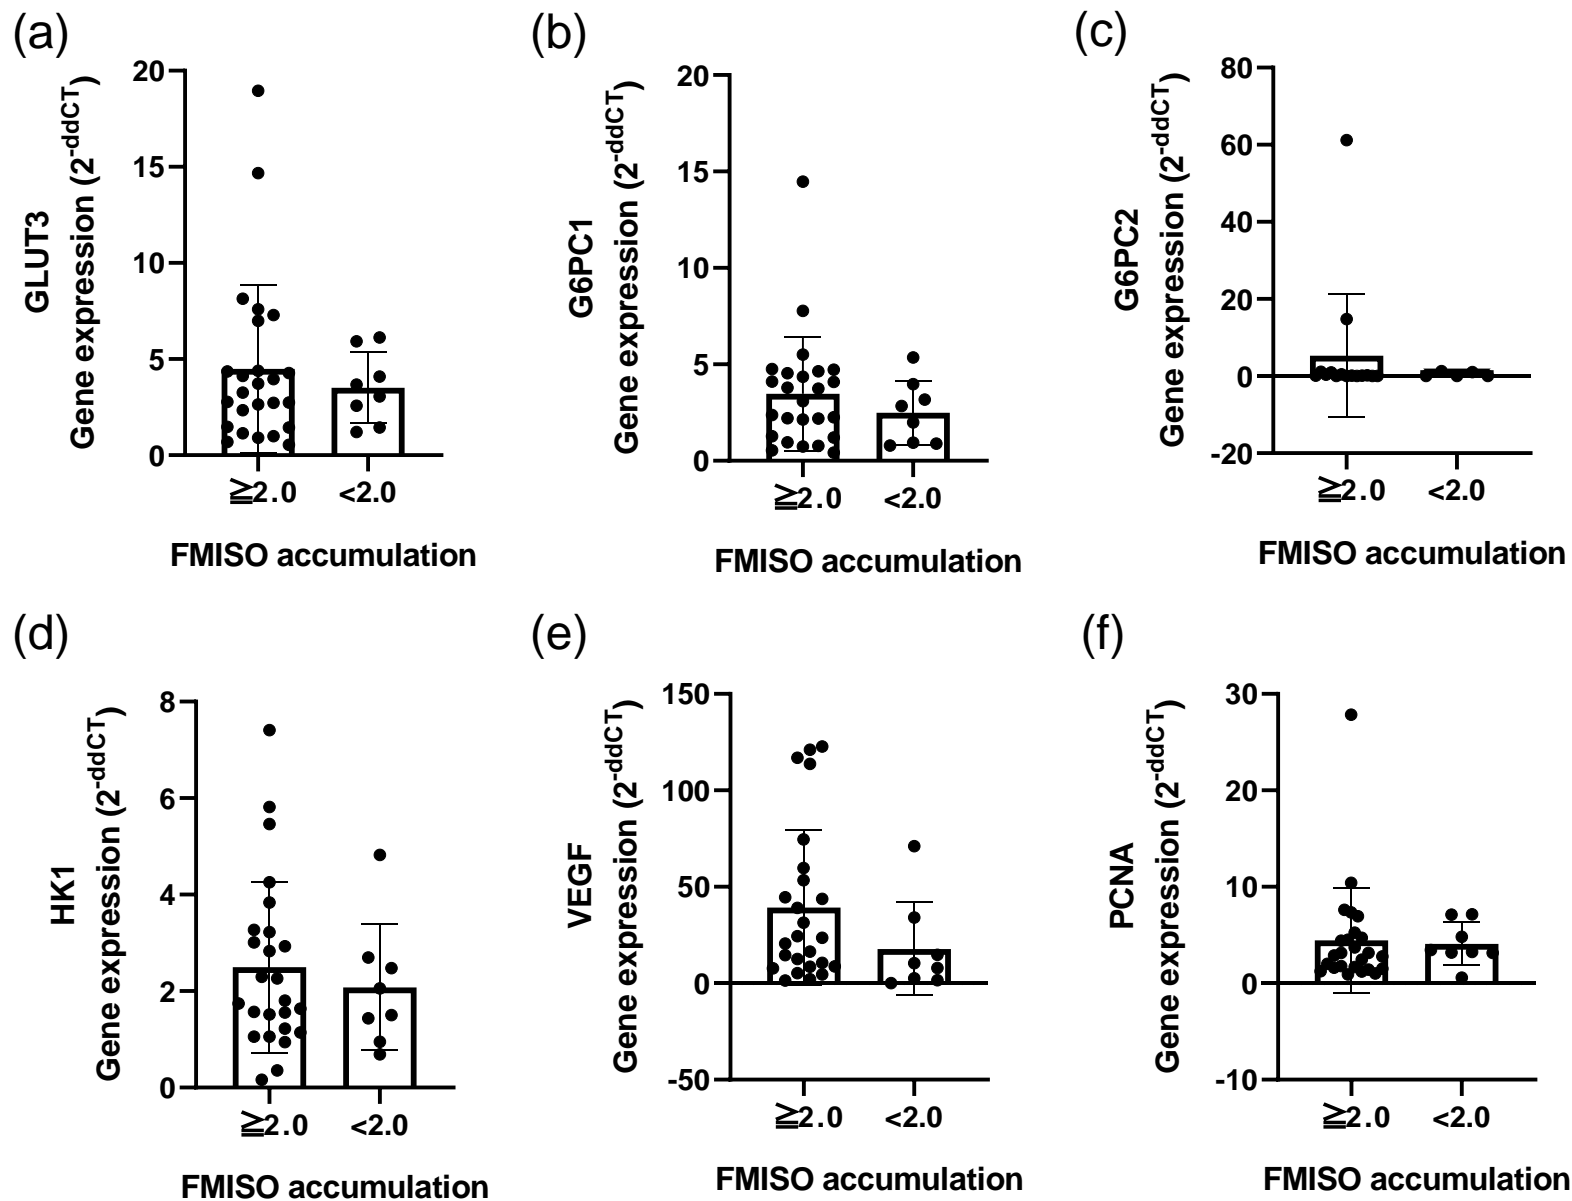 (a)
GLUT3
Gene expression (2-ddCT)
20
15
10
5
0
≧2.0 <2.0
FMISO accumulation
(b)
G6PC1
Gene expression (2-ddCT)
20
15
10
5
0
≧2.0 <2.0
FMISO accumulation
(c)
G6PC2
Gene expression (2-ddCT)
80
60
40
20
0
-20
≧2.0 <2.0
FMISO accumulation
(d)
HK1
Gene expression (2-ddCT)
8
6
4
2
0
≧2.0 <2.0
FMISO accumulation
(e)
VEGF
Gene expression (2-ddCT)
150
100
50
0
-50
≧2.0 <2.0
FMISO accumulation
(f)
PCNA
Gene expression (2-ddCT)
30
20
10
0
-10
≧2.0 <2.0
FMISO accumulation